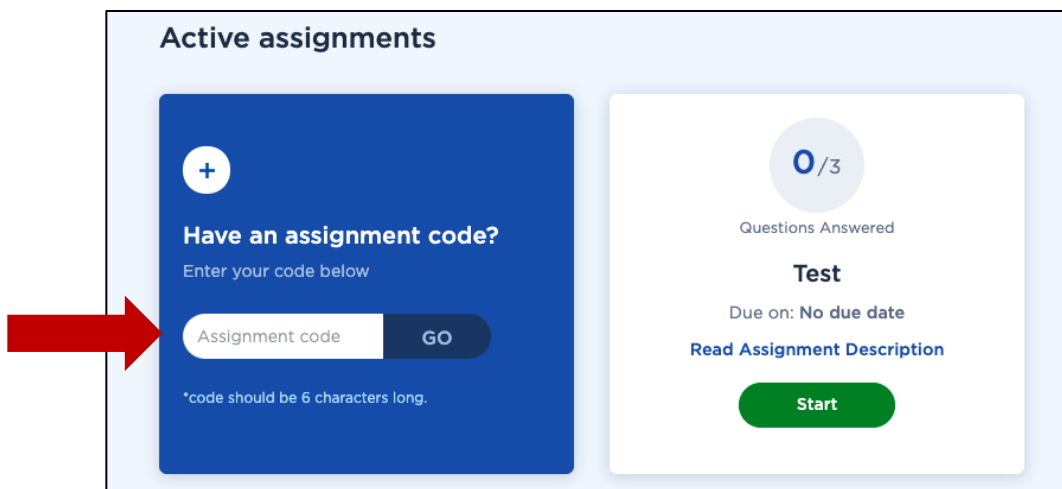 Active assignments
+
Have an assignment code?
Enter your code below
Assignment code
GO
*code should be 6 characters long.
0/3
Questions Answered
Test
Due on: No due date
Read Assignment Description
Start